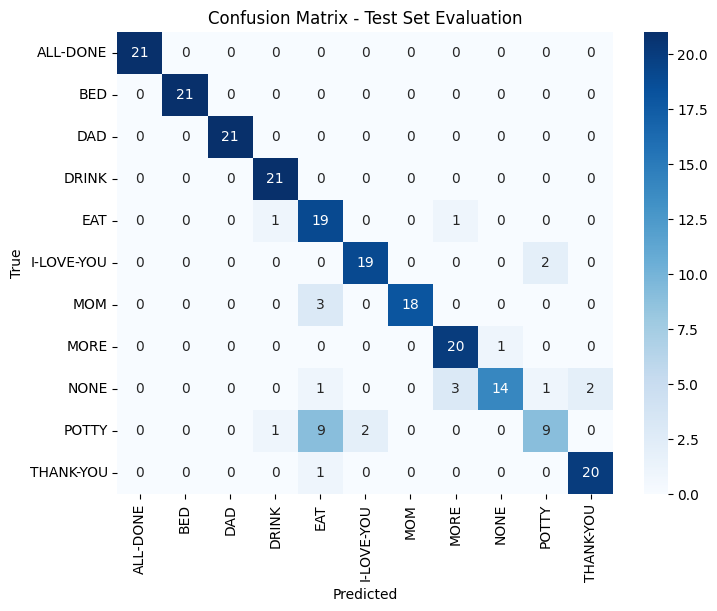 Confusion Matrix - Test Set Evaluation
ALL-DONE 21 0 0 0 0 0 0 0 0 0 0
BED 0 21 0 0 0 0 0 0 0 0 0
DAD 0 0 21 0 0 0 0 0 0 0 0
DRINK 0 0 0 21 0 0 0 0 0 0 0
EAT 0 0 0 1 19 0 0 1 0 0 0
I-LOVE-YOU 0 0 0 0 0 19 0 0 0 2 0
MOM 0 0 0 0 3 0 18 0 0 0 0
MORE 0 0 0 0 0 0 0 20 1 0 0
NONE 0 0 0 0 1 0 0 3 14 1 2
POTTY 0 0 0 1 9 2 0 0 0 9 0
THANK-YOU 0 0 0 0 1 0 0 0 0 0 20
True
ALL-DONE BED DAD DRINK EAT I-LOVE-YOU MOM MORE NONE POTTY THANK-YOU
Predicted
20.0
17.5
15.0
12.5
10.0
7.5
5.0
2.5
0.0